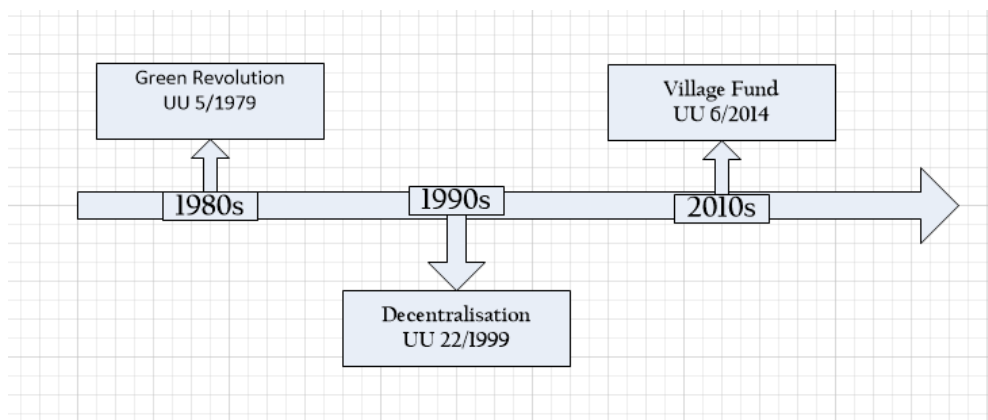 Green Revolution
UU 5/1979
Village Fund
UU 6/2014
1980s
1990s
2010s
Decentralisation
UU 22/1999